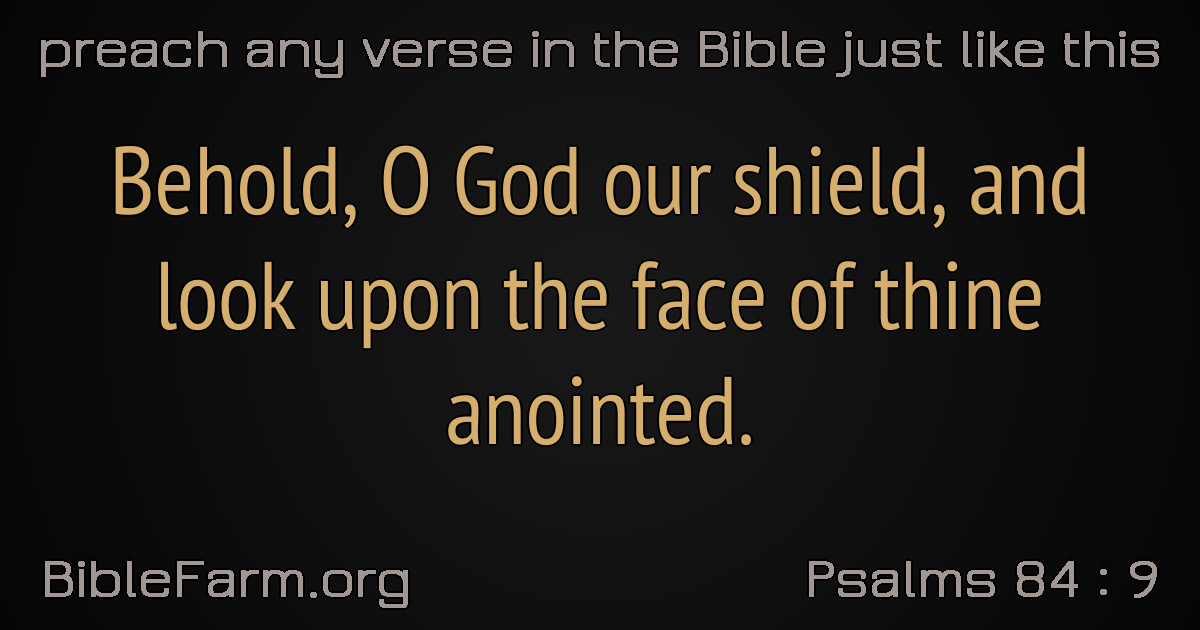 preach any verse in the Bible just like this
Behold, O God our shield, and
look upon the face of thine
anointed.
BibleFarm.org
Psalms 84 : 9